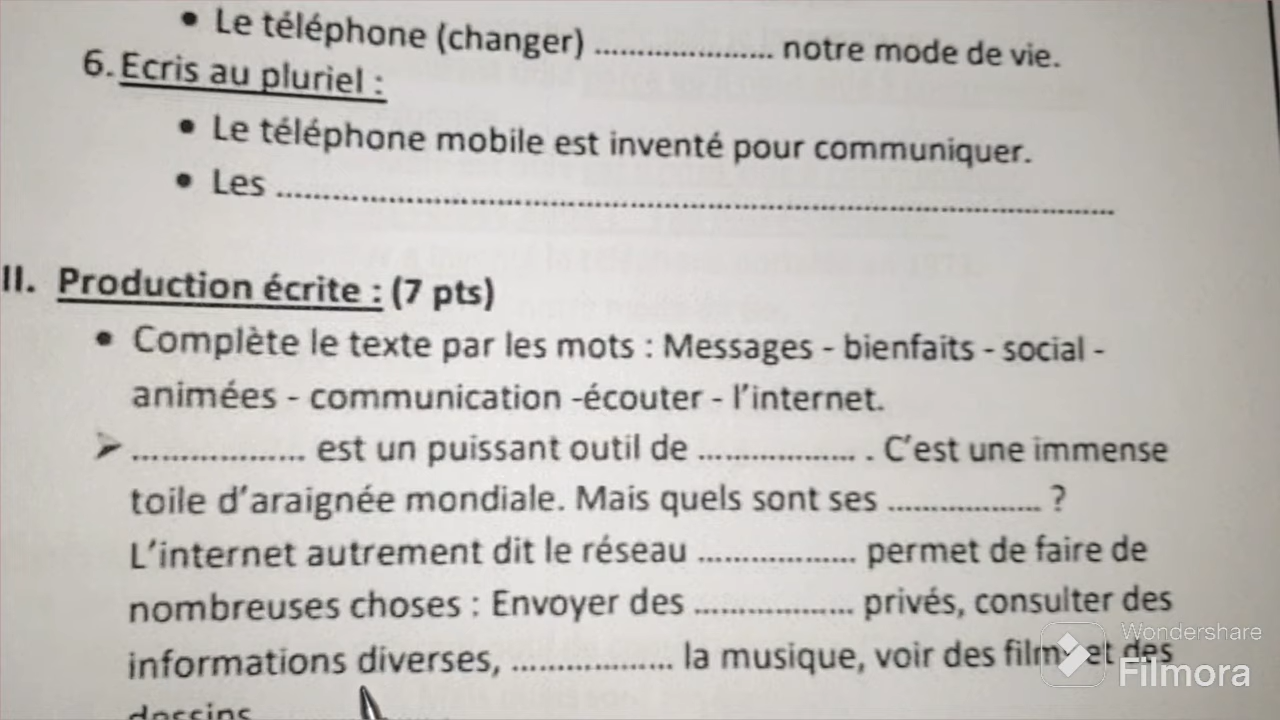 • Le téléphone (changer) ..................... notre mode de vie.
6. Ecris au pluriel :
• Le téléphone mobile est inventé pour communiquer.
• Les ...........................................................................................
II. Production écrite : (7 pts)
• Complète le texte par les mots : Messages - bienfaits - social -
animées - communication -écouter - l'internet.
➢ .................. est un puissant outil de ................. . C'est une immense
toile d'araignée mondiale. Mais quels sont ses ................. ?
L'internet autrement dit le réseau ................. permet de faire de
nombreuses choses : Envoyer des ................. privés, consulter des
informations diverses, ................. la musique, voir des films et des
dessins
Wondershare
Filmora